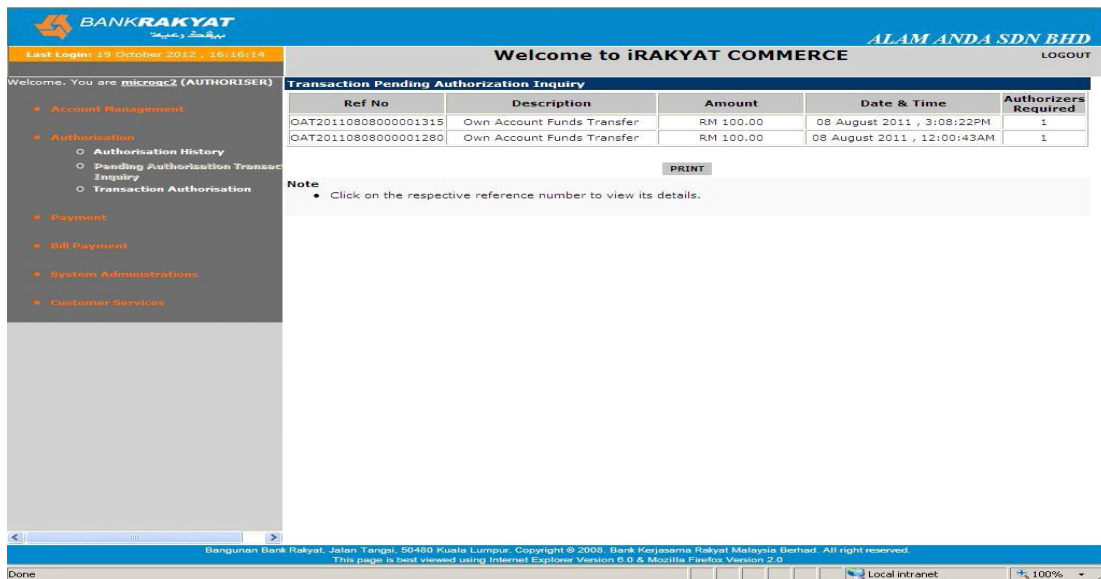 BANKRAKYAT
ALAM ANDA SDN BHD
Last Login: 19 October 2012 , 16:16:14
Welcome to iRAKYAT COMMERCE
LOGOUT
Welcome. You are microqc2 (AUTHORISER)
Transaction Pending Authorization Inquiry
Ref No Description Amount Date & Time Authorizers Required
OAT20110808000001315 Own Account Funds Transfer RM 100.00 08 August 2011 , 3:08:22PM 1
OAT20110808000001280 Own Account Funds Transfer RM 100.00 08 August 2011 , 12:00:43AM 1
PRINT
Note
Click on the respective reference number to view its details.
Account Management
Authorisation
Authorisation History
Pending Authorisation Transac
Inquiry
Transaction Authorisation
Payment
Bill Payment
System Administrations
Customer Services
Bangunan Bank Rakyat, Jalan Tangsi, 50480 Kuala Lumpur. Copyright © 2008. Bank Kerjasama Rakyat Malaysia Berhad. All right reserved.
This page is best viewed using Internet Explorer Version 6.0 & Mozilla Firefox Version 2.0
Done
Local intranet
100%